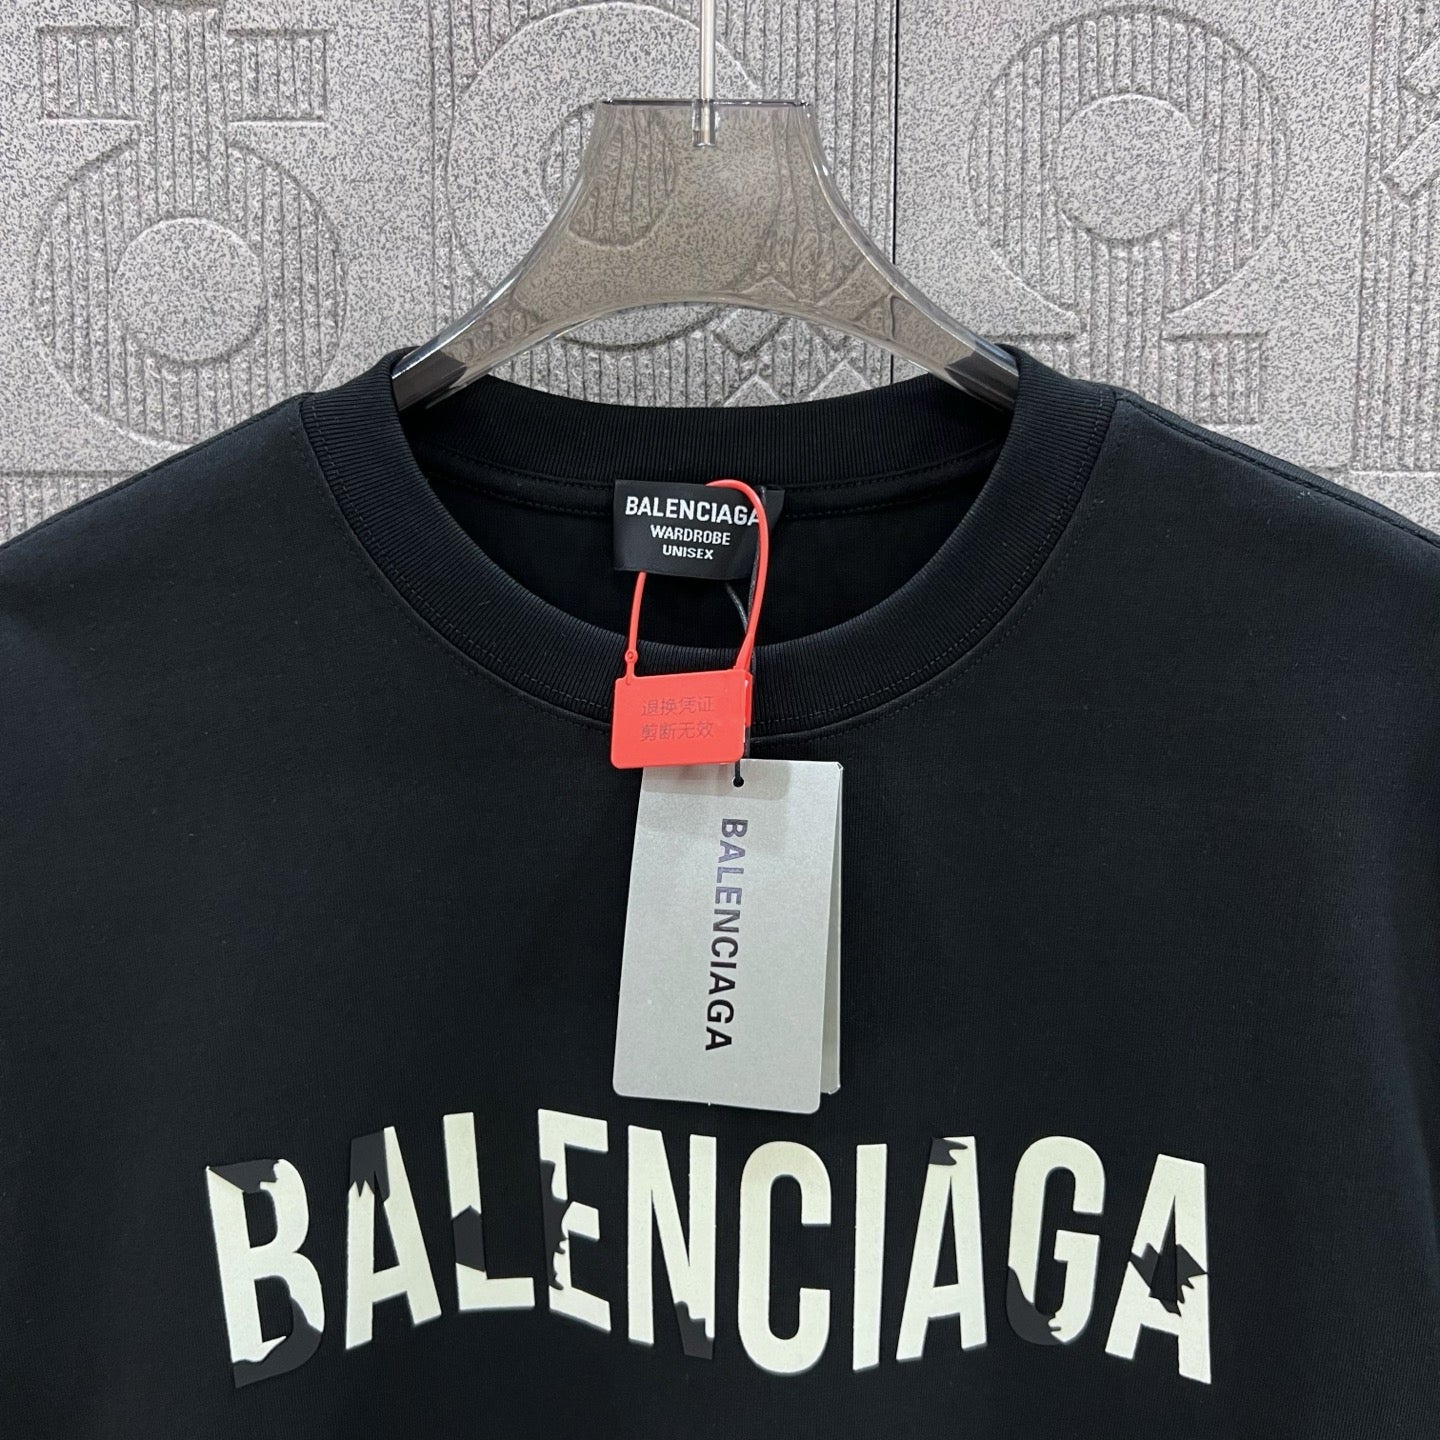 BALENCIAGA
WARDROBE
UNISEX
退换凭证
剪断无效
BALENCIAGA
BALENCIAGA